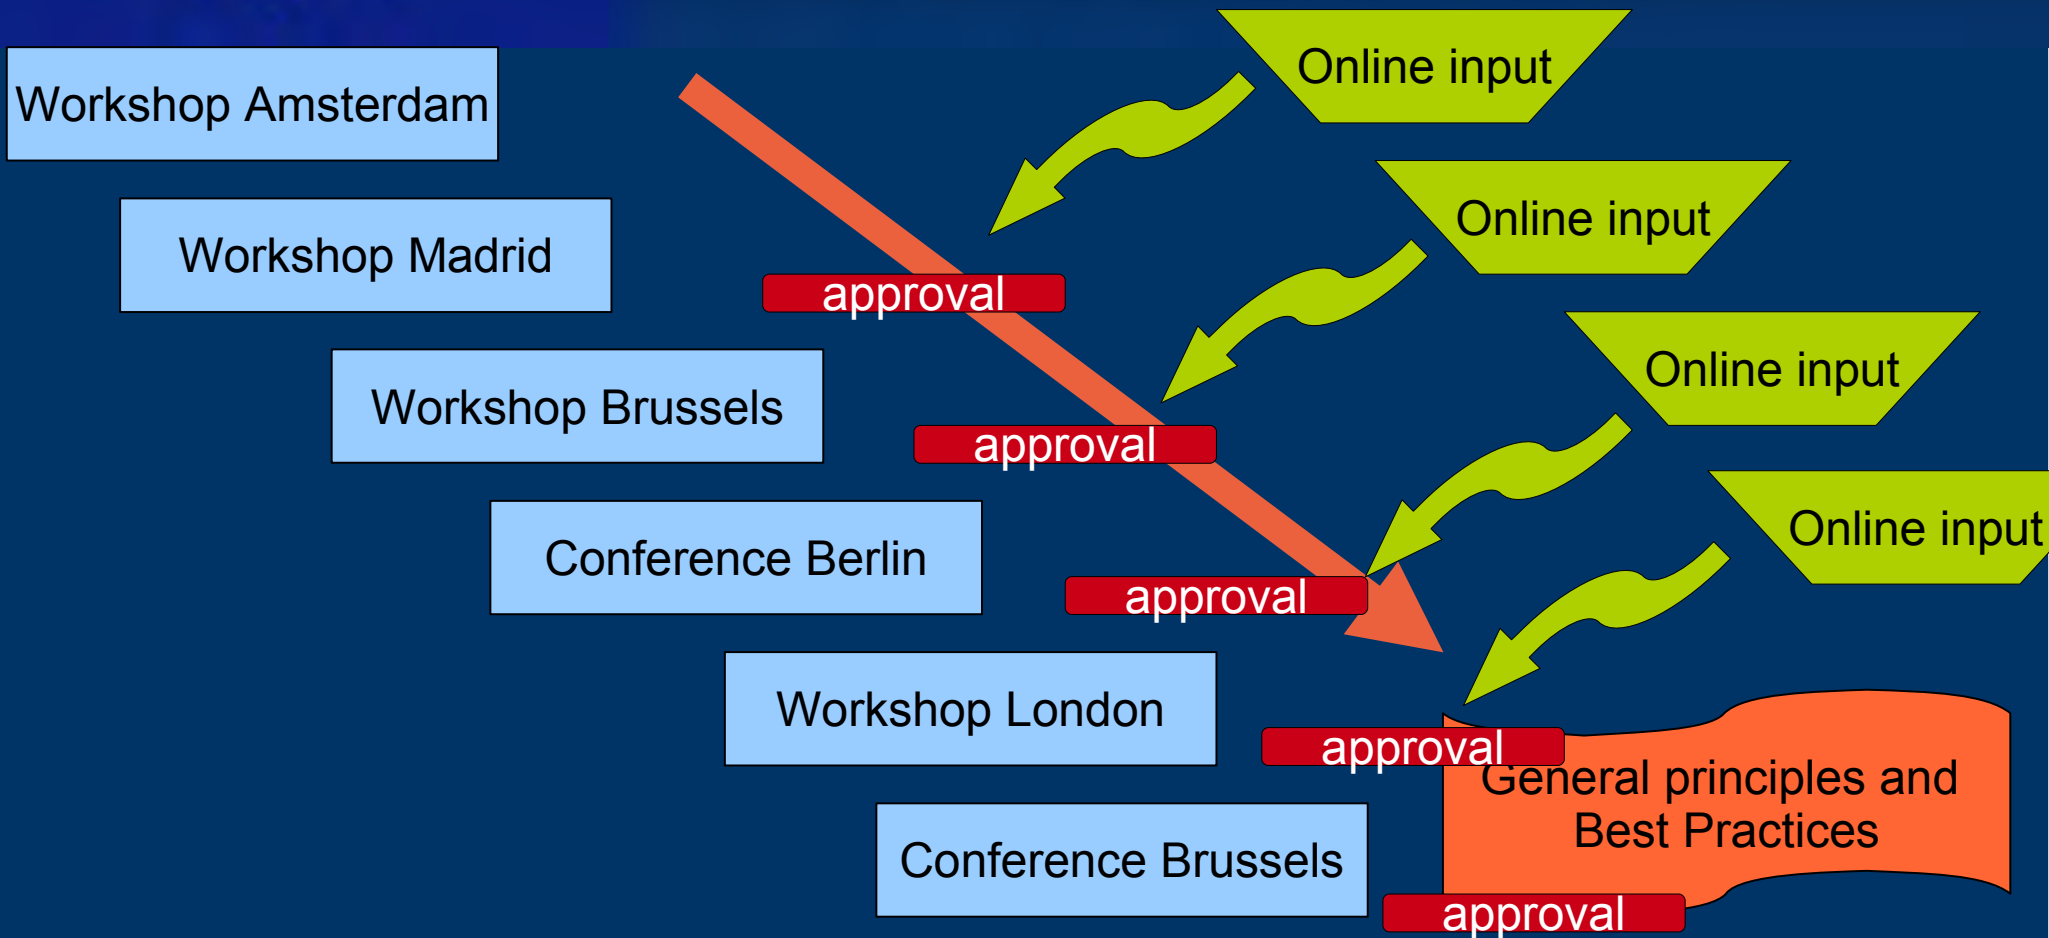 Workshop Amsterdam
Online input
Workshop Madrid
Online input
approval
Workshop Brussels
Online input
approval
Conference Berlin
Online input
approval
Workshop London
approval
General principles and
Best Practices
Conference Brussels
approval